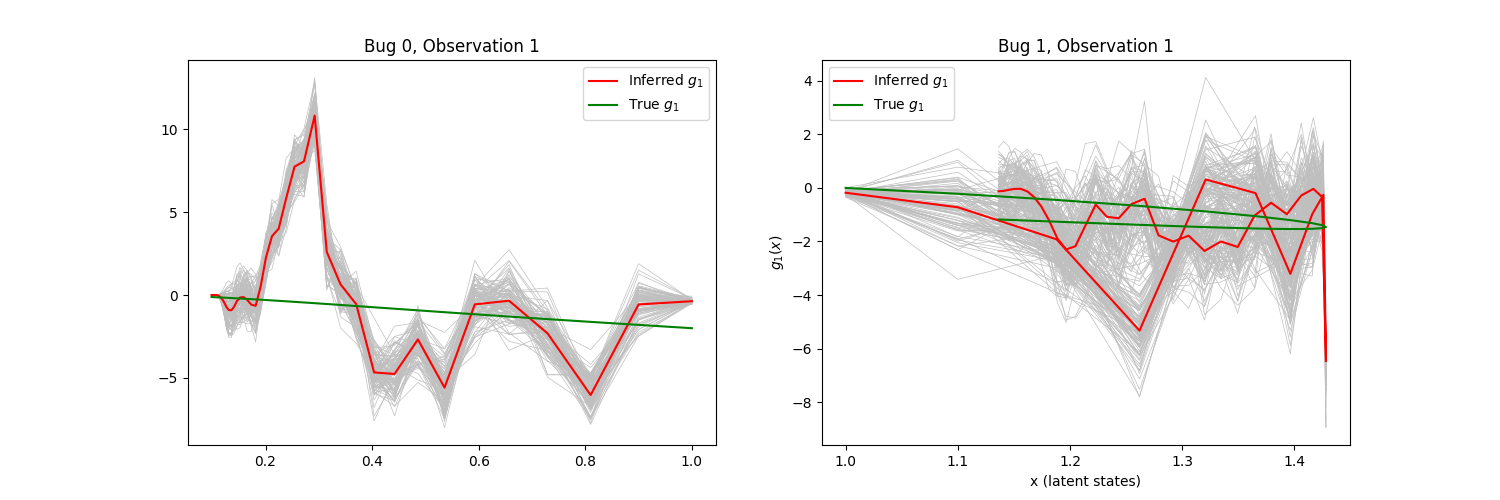 Bug 0, Observation 1
Inferred g₁
True g₁
10
5
0
−5
0.2 0.4 0.6 0.8 1.0
Bug 1, Observation 1
Inferred g₁
True g₁
g₁(x)
4
2
0
−2
−4
−6
−8
1.0 1.1 1.2 1.3 1.4
x (latent states)